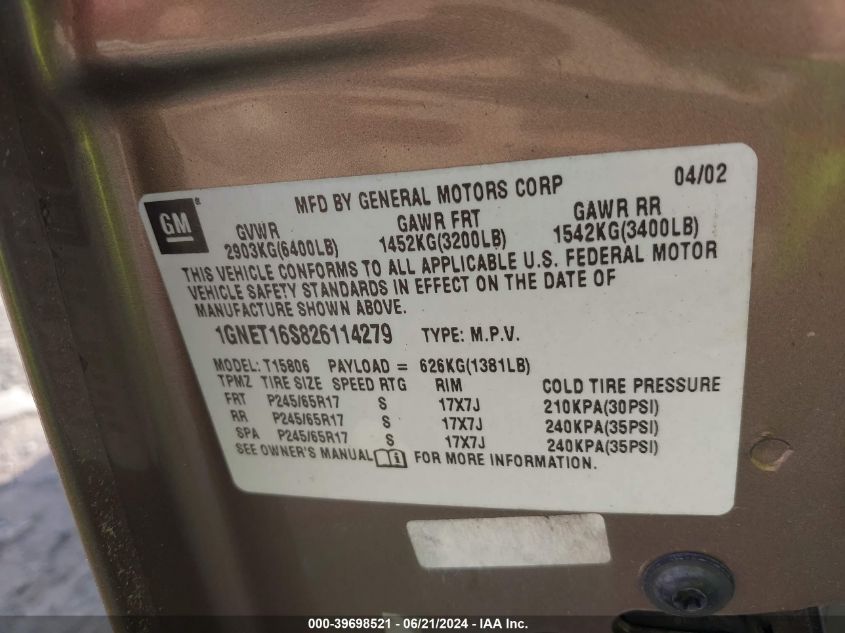 MFD BY GENERAL MOTORS CORP 04/02
GM
GVWR GAWR FRT GAWR RR
2903KG(6400LB) 1452KG(3200LB) 1542KG(3400LB)
THIS VEHICLE CONFORMS TO ALL APPLICABLE U.S. FEDERAL MOTOR
VEHICLE SAFETY STANDARDS IN EFFECT ON THE DATE OF
MANUFACTURE SHOWN ABOVE.
1GNET16S826114279 TYPE: M.P.V.
MODEL: T15806 PAYLOAD = 626KG(1381LB)
TPMZ TIRE SIZE SPEED RTG RIM COLD TIRE PRESSURE
FRT P245/65R17 S 17X7J 210KPA(30PSI)
RR P245/65R17 S 17X7J 240KPA(35PSI)
SPA P245/65R17 S 17X7J 240KPA(35PSI)
SEE OWNER'S MANUAL i FOR MORE INFORMATION.
000-39698521 - 06/21/2024 - IAA Inc.